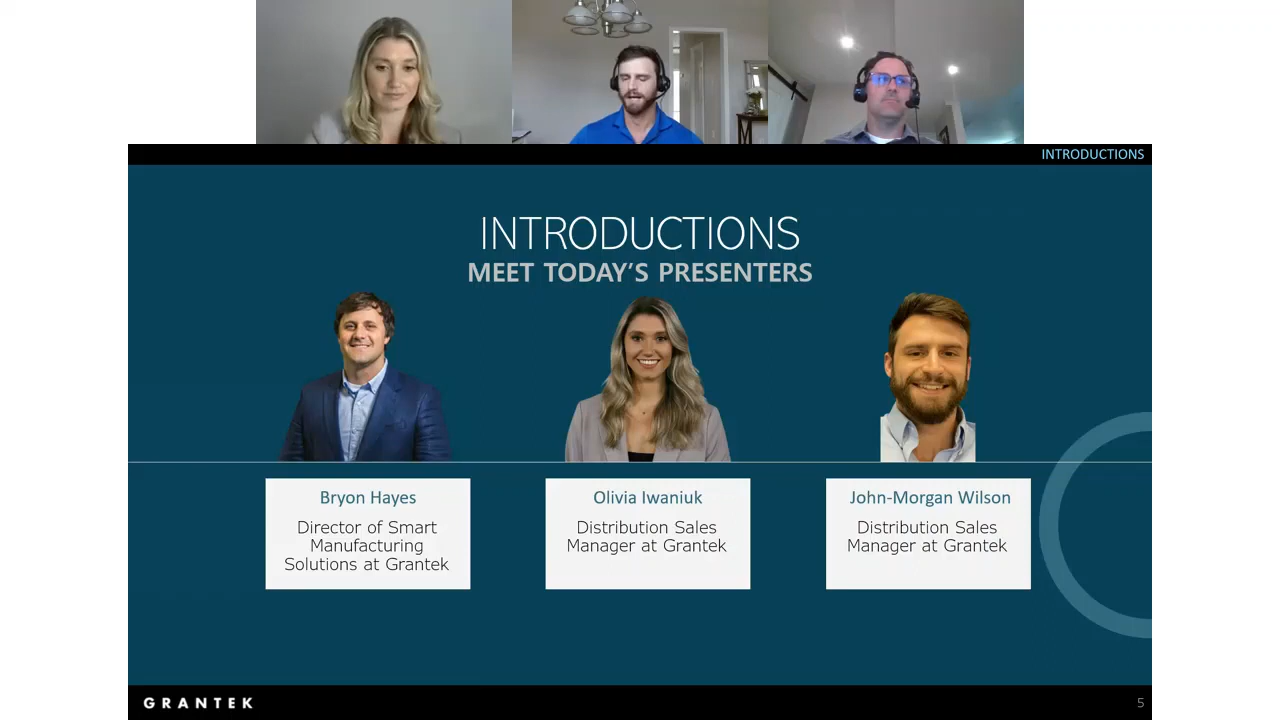 INTRODUCTIONS
INTRODUCTIONS
MEET TODAY'S PRESENTERS
Bryon Hayes
Director of Smart
Manufacturing
Solutions at Grantek
Olivia Iwaniuk
Distribution Sales
Manager at Grantek
John-Morgan Wilson
Distribution Sales
Manager at Grantek
GRANTEK
5